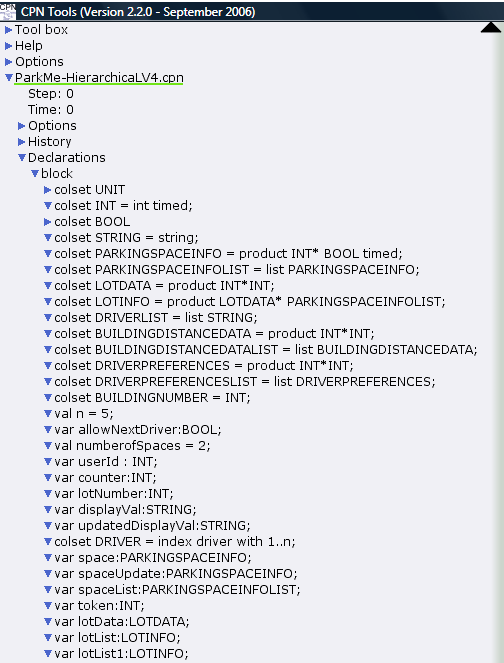 CPN CPN Tools (Version 2.2.0 - September 2006)
Tool box
Help
Options
ParkMe-HierarchicaLV4.cpn
Step: 0
Time: 0
Options
History
Declarations
block
colset UNIT
colset INT = int timed;
colset BOOL
colset STRING = string;
colset PARKINGSPACEINFO = product INT* BOOL timed;
colset PARKINGSPACEINFOLIST = list PARKINGSPACEINFO;
colset LOTDATA = product INT*INT;
colset LOTINFO = product LOTDATA* PARKINGSPACEINFOLIST;
colset DRIVERLIST = list STRING;
colset BUILDINGDISTANCEDATA = product INT*INT;
colset BUILDINGDISTANCEDATALIST = list BUILDINGDISTANCEDATA;
colset DRIVERPREFERENCES = product INT*INT;
colset DRIVERPREFERENCESLIST = list DRIVERPREFERENCES;
colset BUILDINGNUMBER = INT;
val n = 5;
var allowNextDriver:BOOL;
val numberofSpaces = 2;
var userId : INT;
var counter:INT;
var lotNumber:INT;
var displayVal:STRING;
var updatedDisplayVal:STRING;
colset DRIVER = index driver with 1..n;
var space:PARKINGSPACEINFO;
var spaceUpdate:PARKINGSPACEINFO;
var spaceList:PARKINGSPACEINFOLIST;
var token:INT;
var lotData:LOTDATA;
var lotList:LOTINFO;
var lotList1:LOTINFO;